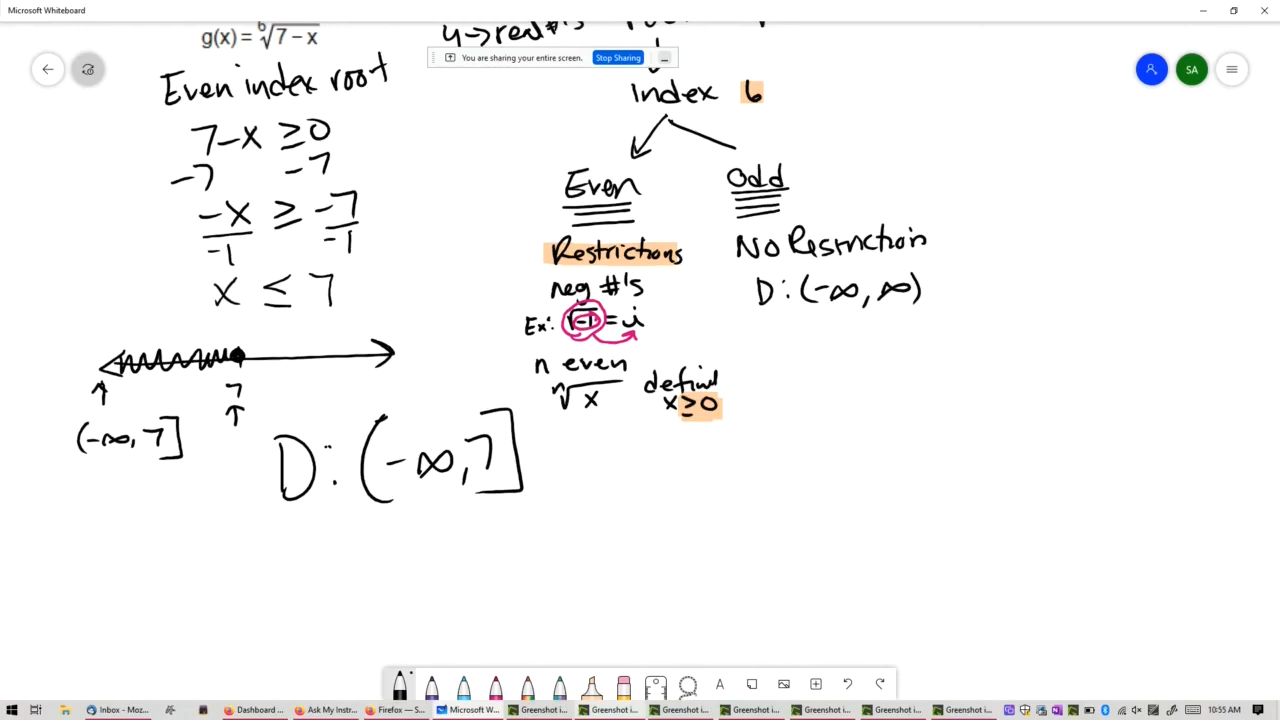 Microsoft Whiteboard
g(x) = ⁶√7 − x
Even index root
7-x ≥0
-7 -7
-x ≥ -7
-1 -1
x ≤ 7
7
(-∞, 7]
D: (-∞, 7]
y→real #'s
You are sharing your entire screen. Stop Sharing
SA
index 6
Even
Restrictions
neg #'s
Ex: √-1 = i
n even
ⁿ√x
x ≥0
Odd
No Restriction
D: (-∞, ∞)
A
Inbox - Moz...
Dashboard ...
Ask My Instr...
Firefox — S...
Microsoft W...
Greenshot i...
Greenshot i...
Greenshot i...
Greenshot i...
Greenshot i...
Greenshot i...
Greenshot i...
10:55 AM